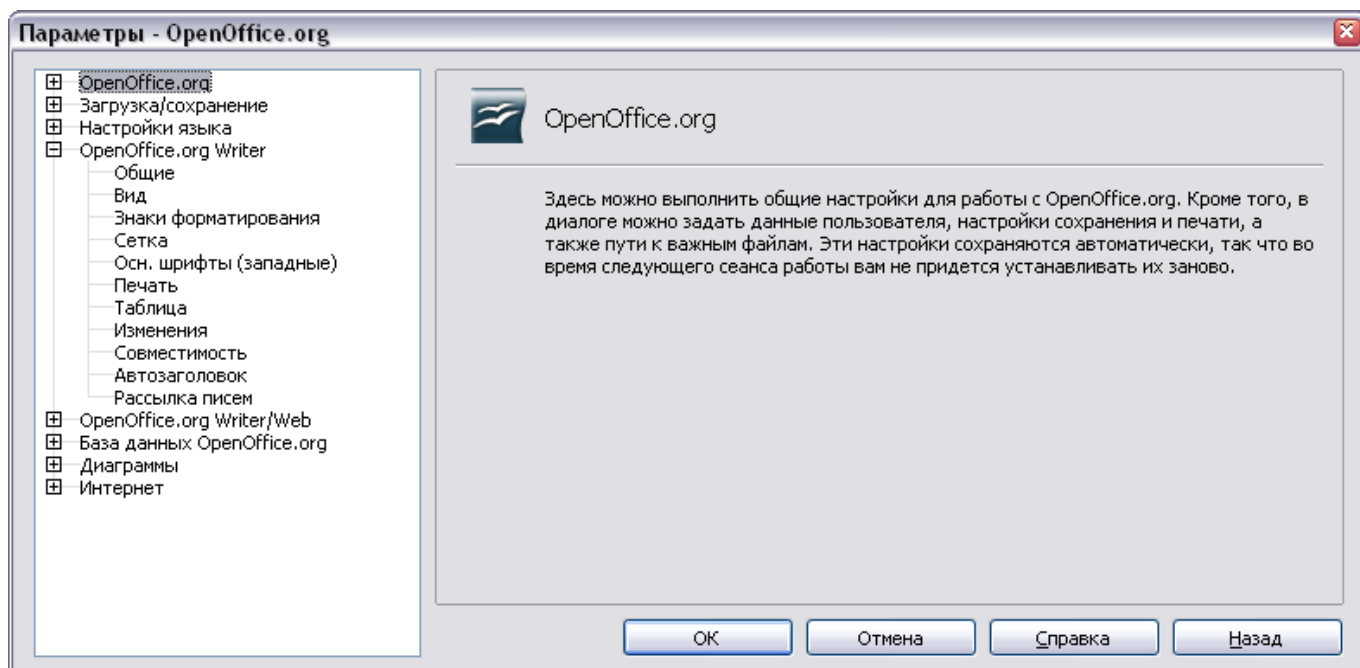 Параметры - OpenOffice.org
OpenOffice.org
Загрузка/сохранение
Настройки языка
OpenOffice.org Writer
Общие
Вид
Знаки форматирования
Сетка
Осн. шрифты (западные)
Печать
Таблица
Изменения
Совместимость
Автозаголовок
Рассылка писем
OpenOffice.org Writer/Web
База данных OpenOffice.org
Диаграммы
Интернет
OpenOffice.org
Здесь можно выполнить общие настройки для работы с OpenOffice.org. Кроме того, в
диалоге можно задать данные пользователя, настройки сохранения и печати, а
также пути к важным файлам. Эти настройки сохраняются автоматически, так что во
время следующего сеанса работы вам не придется устанавливать их заново.
ОК
Отмена
Справка
Назад